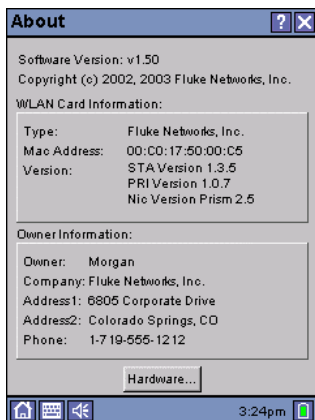 About
Software Version: v1.50
Copyright (c) 2002, 2003 Fluke Networks, Inc.
WLAN Card Information:
Type: Fluke Networks, Inc.
Mac Address: 00:C0:17:50:00:C5
Version: STA Version 1.3.5
PRI Version 1.0.7
Nic Version Prism 2.5
Owner Information:
Owner: Morgan
Company: Fluke Networks, Inc.
Address1: 6805 Corporate Drive
Address2: Colorado Springs, CO
Phone: 1-719-555-1212
Hardware...
3:24pm